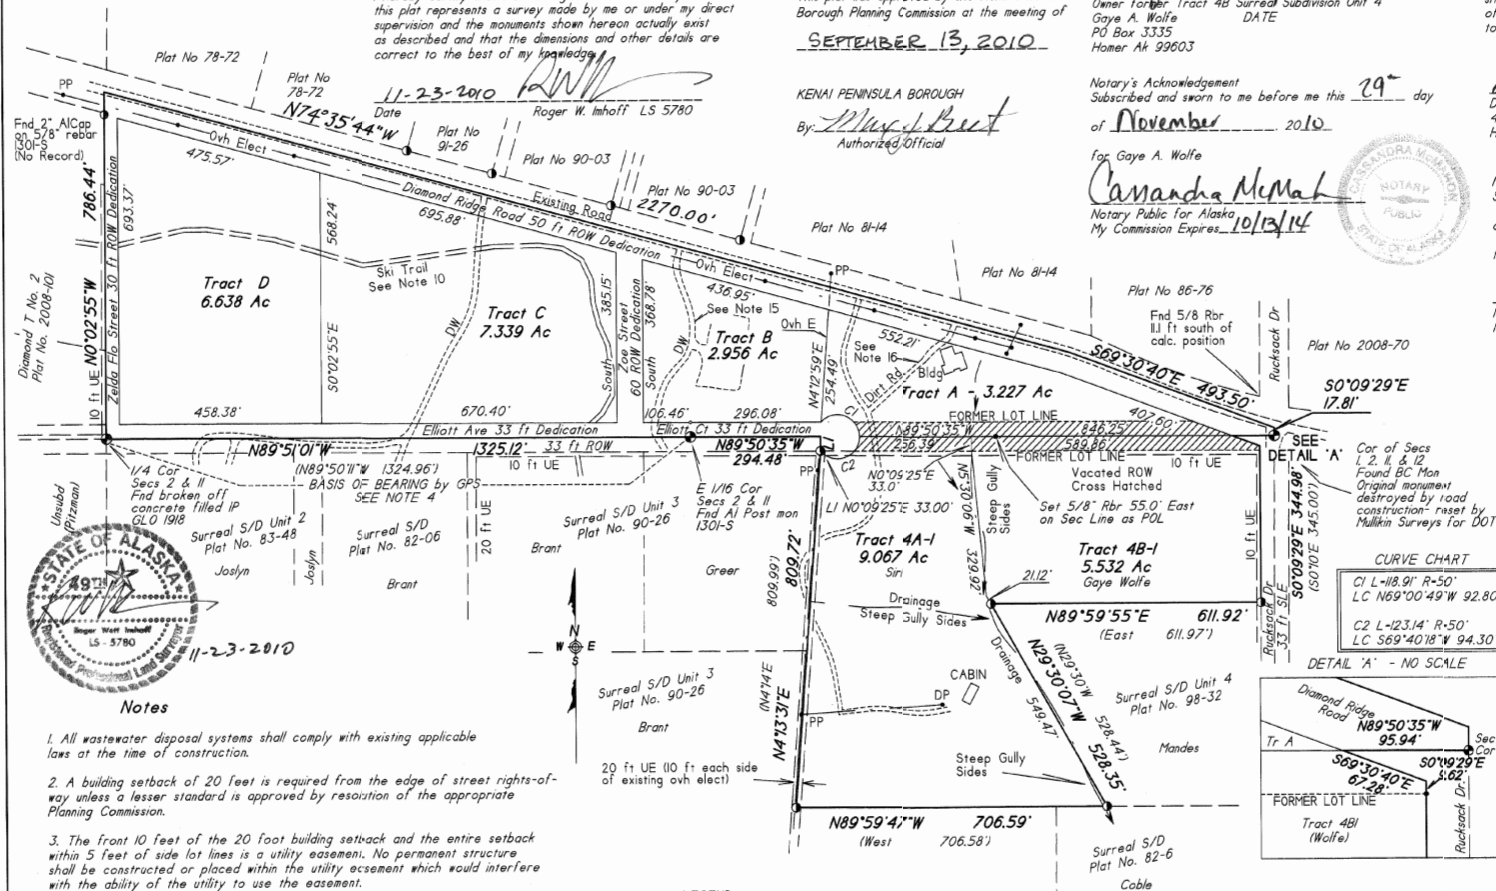 this plat represents a survey made by me or under my direct
supervision and the monuments shown hereon actually exist
as described and that the dimensions and other details are
correct to the best of my knowledge.
11-23-2010
Date
Roger W. Imhoff LS 5780
Borough Planning Commission at the meeting of
SEPTEMBER 13, 2010
KENAI PENINSULA BOROUGH
By:
Authorized Official
Owner former Tract 4B Surreal Subdivision Unit 4
Gaye A. Wolfe DATE
PO Box 3335
Homer Ak 99603
Notary's Acknowledgement
Subscribed and sworn to me before me this 29th day
of November 2010
for Gaye A. Wolfe
Cassandra McMah
Notary Public for Alaska
My Commission Expires 10/13/14
CASSANDRA McMAHON
NOTARY
PUBLIC
STATE OF ALASKA
Plat No 78-72
Plat No
78-72
PP
N74°35'44"W
Plat No
91-26
Plat No 90-03
Plat No 90-03
2270.00'
Plat No 81-14
Plat No 81-14
Plat No 86-76
Plat No 2008-70
Fnd 2" AlCap
on 5/8" rebar
1301-S
(No Record)
Ovh Elect
475.57'
Diamond Ridge Road 50 ft ROW Dedication
695.88'
Existing Road
Ovh Elect
436.95'
PP
552.21'
Fnd 5/8 Rbr
11.1 ft south of
calc. position
Rucksack Dr
S69°30'40"E 493.50'
S0°09'29"E
17.81'
Diamond T No. 2
Plat No. 2008-101
10 ft UE N0°02'55"W 786.44'
Zelda Flo Street 30 ft ROW Dedication
693.37'
Tract D
6.638 Ac
568.24'
S0°02'55"E
Ski Trail
See Note 10
DW
Tract C
7.339 Ac
South 385.15'
Zoe Street
60 ROW Dedication
South 368.78'
DW
See Note 15
Tract B
2.956 Ac
Ovh E
N4°12'59"E
254.49'
See
Note 16
Dirt Rd
Bldg
Tract A - 3.227 Ac
C1
407.60'
458.38'
670.40'
106.46'
296.08'
FORMER LOT LINE
Elliott Ave 33 ft Dedication
Elliott Ct 33 ft Dedication
N89°50'35"W 846.25'
N89°51'01"W 1325.12' 33 ft ROW
N89°50'35"W
294.48'
L1
256.39'
589.86'
FORMER LOT LINE
(N89°50'11"W 1324.96')
BASIS OF BEARING by GPS
SEE NOTE 4
10 ft UE
20 ft UE
PP
C2
N0°09'25"E
33.0'
L1 N0°09'25"E 33.00'
Vacated ROW
Cross Hatched
10 ft UE
Set 5/8" Rbr 55.0' East
on Sec Line as POL
SEE
DETAIL 'A'
Cor of Secs
1, 2, 11, & 12
Found BC Mon
Original monument
destroyed by road
construction- reset by
Mullikin Surveys for DOT
1/4 Cor
Secs 2 & 11
Fnd broken off
concrete filled IP
GLO 1918
Unsubd
(Pitzman)
E 1/16 Cor
Secs 2 & 11
Fnd Al Post mon
1301-S
Surreal S/D Unit 2
Plat No. 83-48
Joslyn
Joslyn
Surreal S/D
Plat No. 82-06
Brant
Surreal S/D Unit 3
Plat No. 90-26
Brant
Greer
809.72'
(809.99')
N5°30'06"W 329.92'
Steep Gully
Sides
Tract 4A-1
9.067 Ac
Siri
Tract 4B-1
5.532 Ac
Gaye Wolfe
10 ft UE
21.12'
Drainage
Steep Gully Sides
N89°59'55"E 611.92'
(East 611.97')
Rucksack Dr
33 ft SLE
S0°09'29"E 344.98'
(S0°10'E 345.00')
CURVE CHART
C1 L=118.91' R=50'
LC N69°00'49"W 92.80
C2 L=123.14' R=50'
LC S69°40'18"W 94.30
DETAIL 'A' - NO SCALE
Diamond Ridge
Road
N89°50'35"W
95.94'
Tr A
Sec
Cor
S69°30'40"E
67.28'
S0°09'29"E
FORMER LOT LINE
Tract 4B1
(Wolfe)
Rucksack Dr.
STATE OF ALASKA
49TH
Roger Watt Imhoff
LS - 5780
Registered Professional Land Surveyor
11-23-2010
N
W E
S
Surreal S/D Unit 3
Plat No. 90-26
Brant
N4°13'31"E
(N4°14'E
PP
DP
CABIN
Drainage
(N29°30'W 528.44')
N29°30'07"W 528.35'
549.47'
Surreal S/D Unit 4
Plat No. 98-32
Mandes
Steep Gully
Sides
20 ft UE (10 ft each side
of existing ovh elect)
N89°59'47"W 706.59'
(West 706.58')
Surreal S/D
Plat No. 82-6
Coble
Notes
1. All wastewater disposal systems shall comply with existing applicable
laws at the time of construction.
2. A building setback of 20 feet is required from the edge of street rights-of-
way unless a lesser standard is approved by resolution of the appropriate
Planning Commission.
3. The front 10 feet of the 20 foot building setback and the entire setback
within 5 feet of side lot lines is a utility easement. No permanent structure
shall be constructed or placed within the utility easement which would interfere
with the ability of the utility to use the easement.